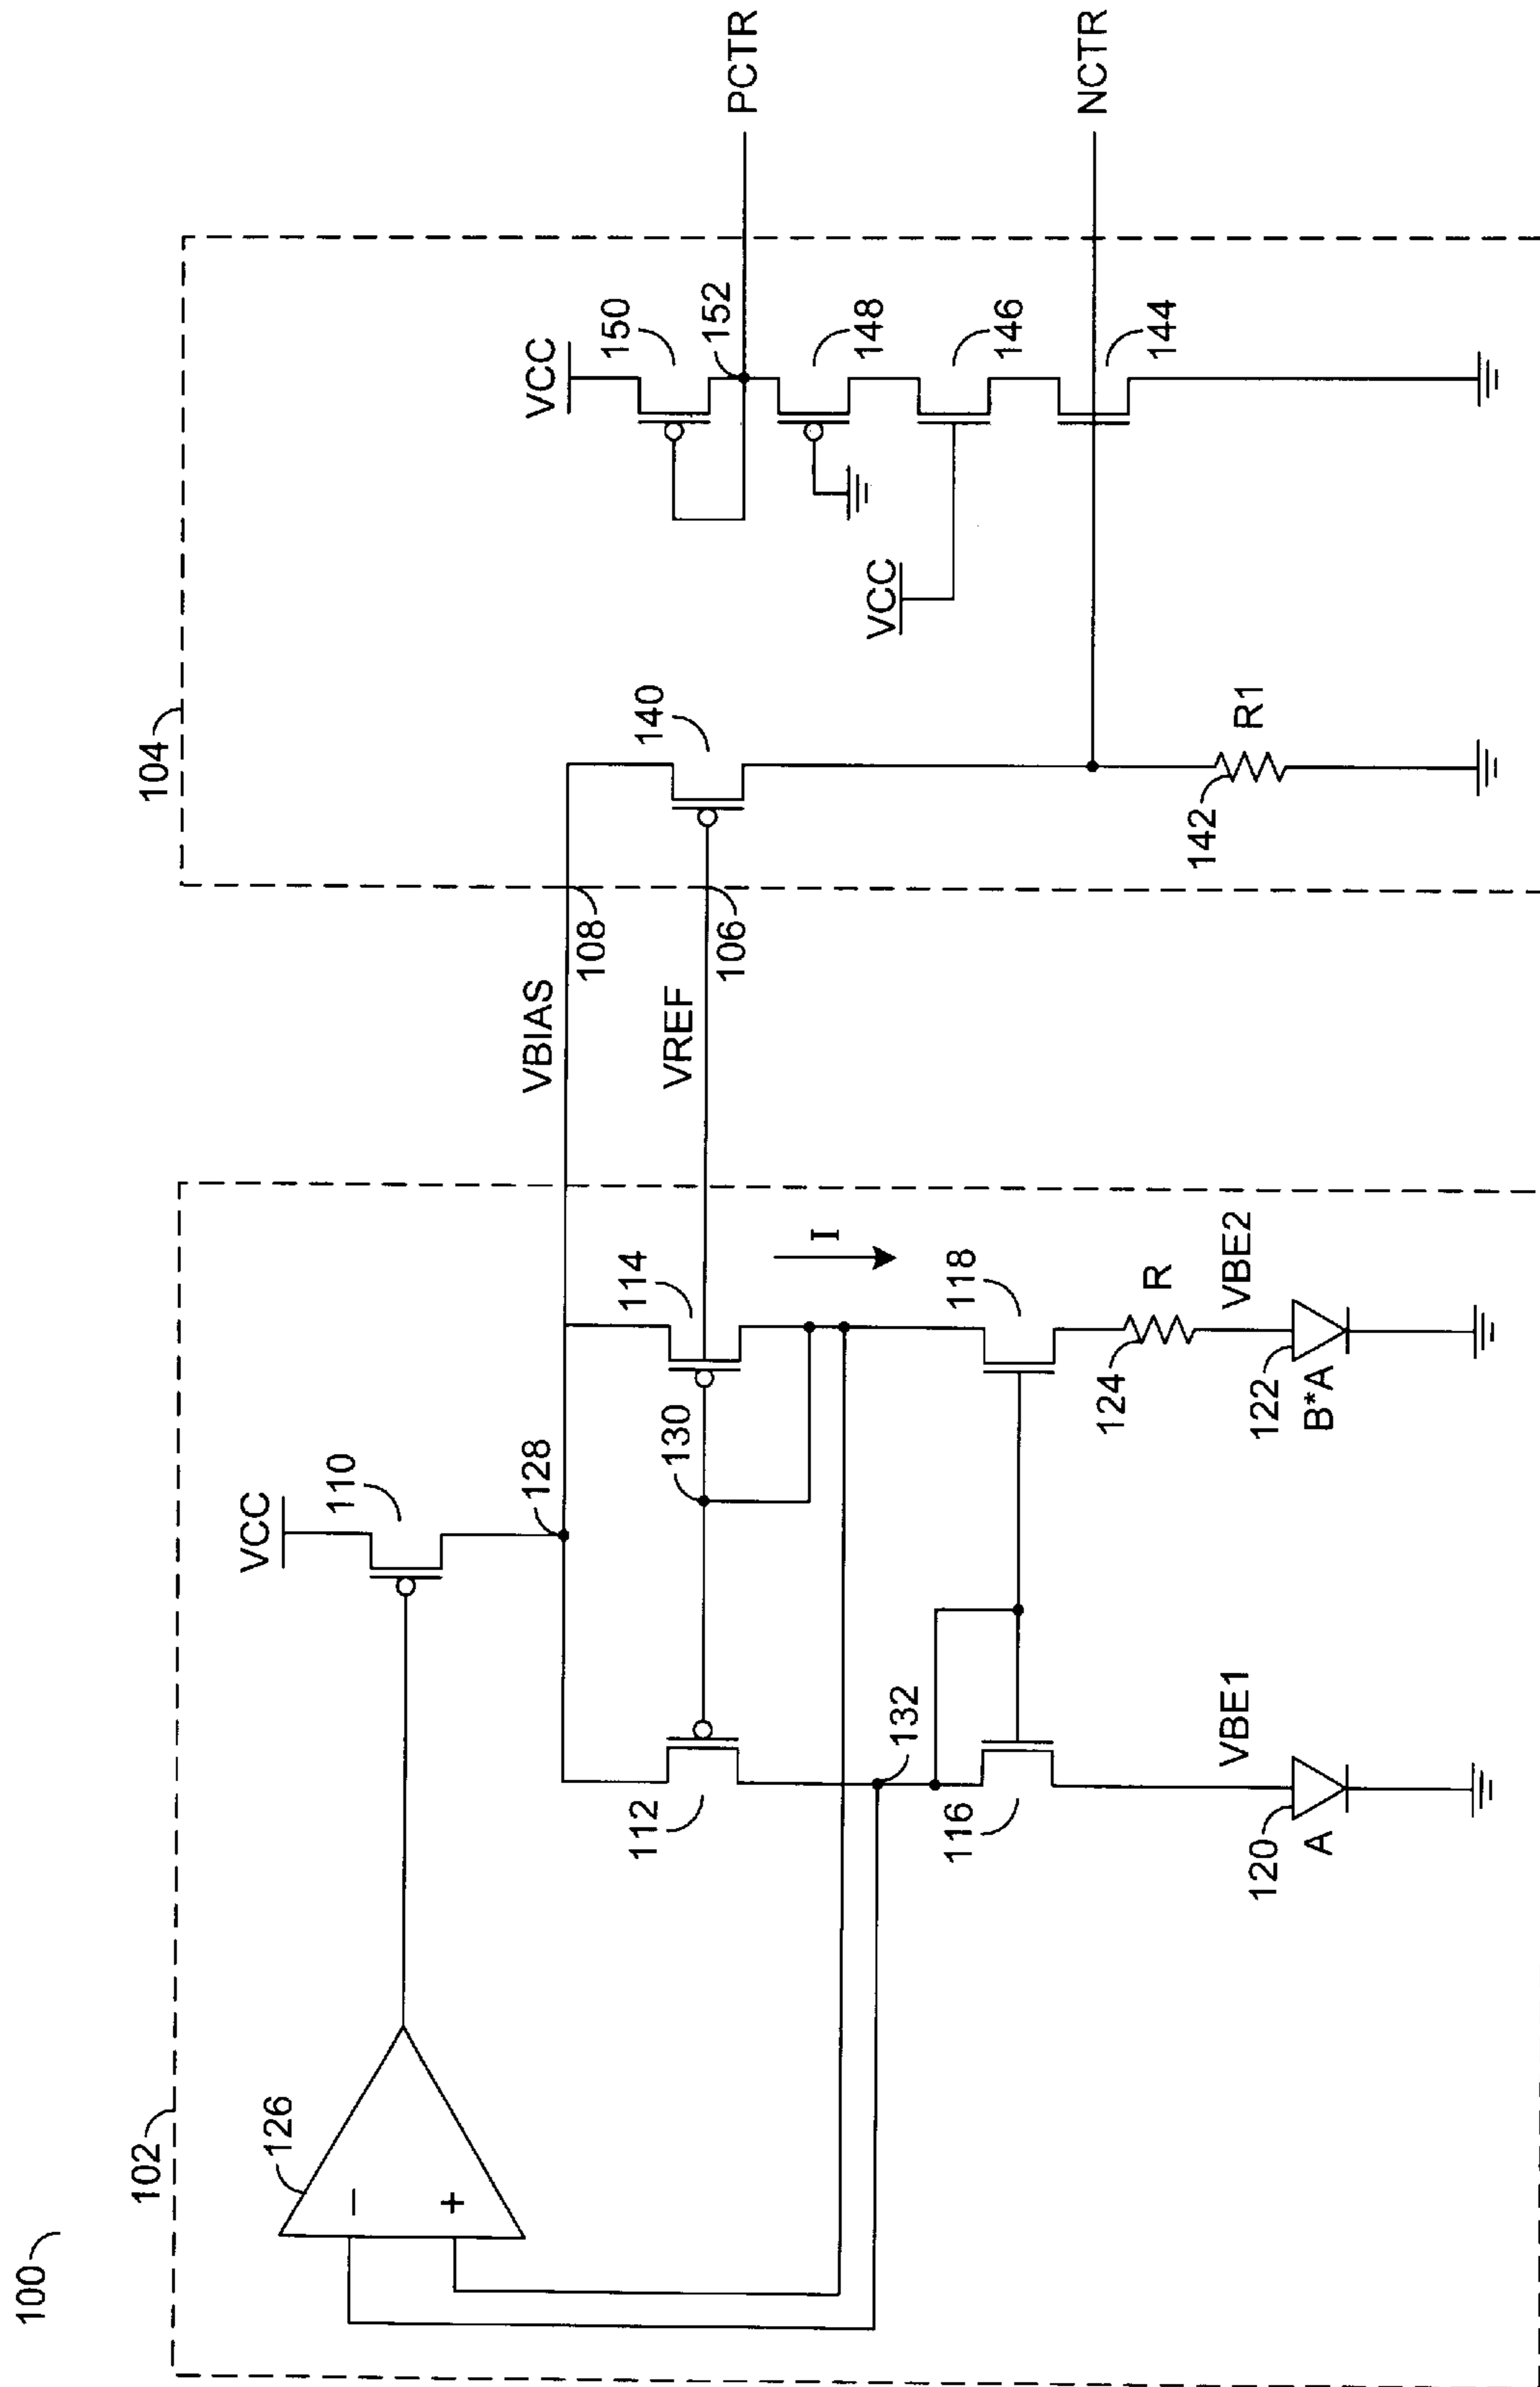 100
102
104
126
VCC
110
128
VBIAS
108
VREF
106
112
130
114
I
132
116
118
VBE1
120
A
124
R
VBE2
122
B*A
-
+
140
142
R1
VCC
150
152
148
VCC
146
144
PCTR
NCTR